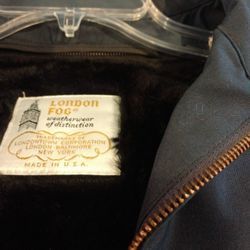 LONDON
FOG®
weatherwear
of distinction
TRADEMARKS OF
LONDONTOWN CORPORATION
LONDON-BALTIMORE
NEW YORK
MADE IN U.S.A.